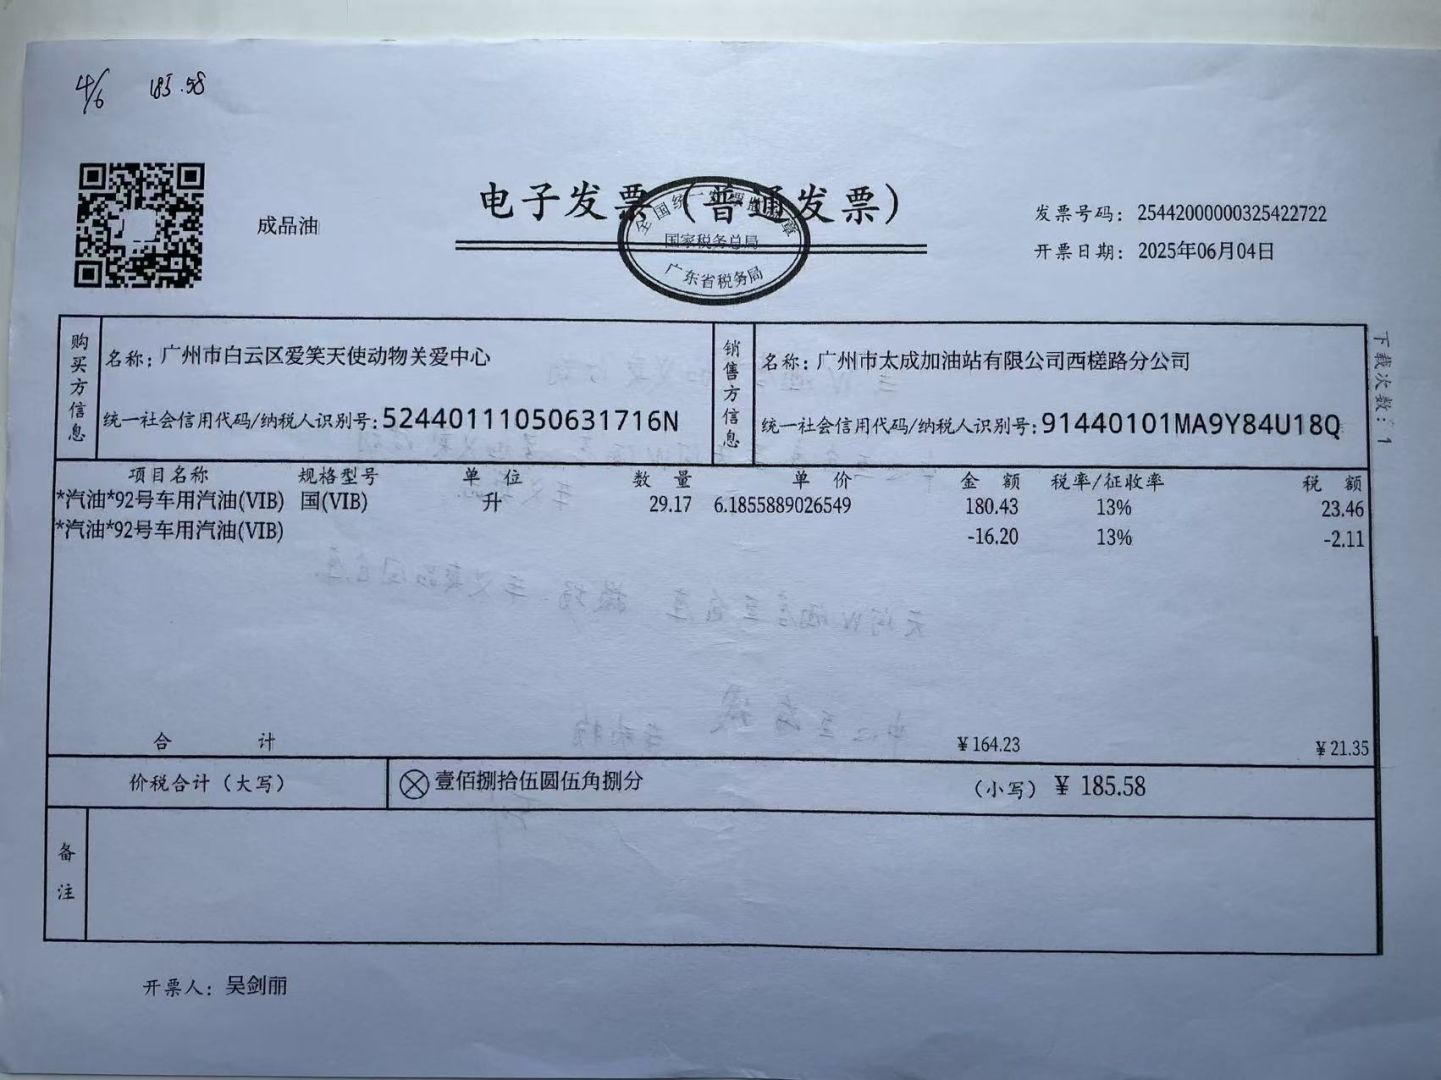 4/6 185.58
成品油
电子发票（普通发票）
全国统一发票监制章
国家税务总局
广东省税务局
发票号码：25442000000325422722
开票日期：2025年06月04日
购买方信息
名称：广州市白云区爱笑天使动物关爱中心
统一社会信用代码/纳税人识别号：52440111050631716N
销售方信息
名称：广州市太成加油站有限公司西槎路分公司
统一社会信用代码/纳税人识别号：91440101MA9Y84U18Q
下载次数：1
项目名称 规格型号 单位 数量 单价 金额 税率/征收率 税额
*汽油*92号车用汽油(VIB) 国(VIB) 升 29.17 6.1855889026549 180.43 13% 23.46
*汽油*92号车用汽油(VIB) -16.20 13% -2.11
合计 ¥164.23 ¥21.35
价税合计（大写） 壹佰捌拾伍圆伍角捌分 （小写）¥ 185.58
备注
开票人：吴剑丽